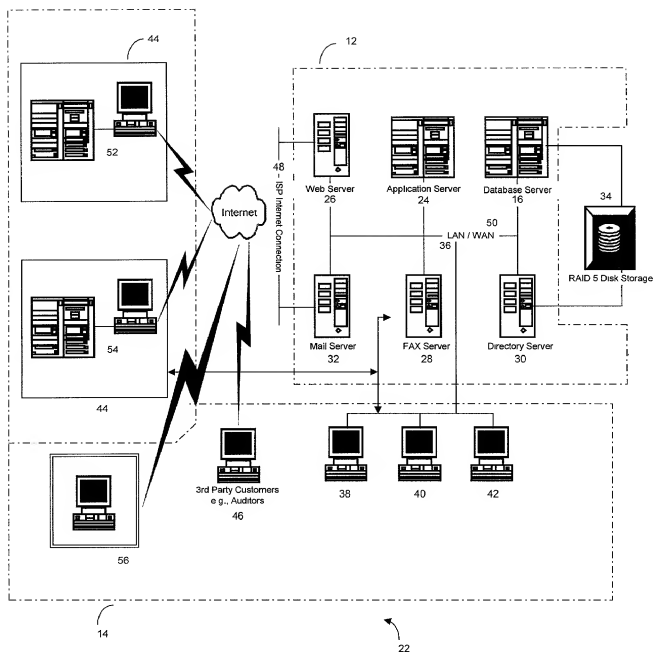 44
12
52
48
ISP Internet Connection
Internet
Web Server
26
Application Server
24
Database Server
16
34
RAID 5 Disk Storage
50
LAN / WAN
36
54
44
Mail Server
32
FAX Server
28
Directory Server
30
3rd Party Customers
e g., Auditors
46
38
40
42
56
14
22